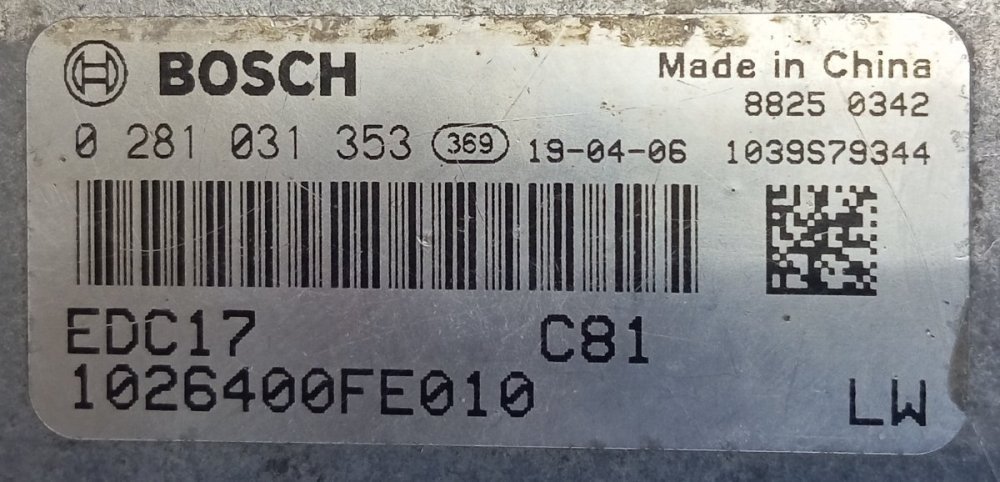 BOSCH Made in China
8825 0342
0 281 031 353 369 19-04-06 1039S79344
EDC17 C81
1026400FE010 LW